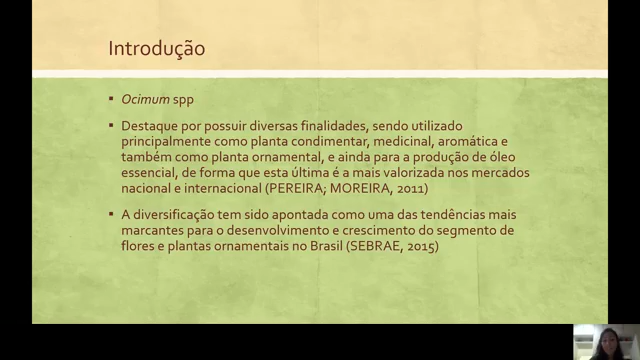 Introdução
▪ Ocimum spp
▪ Destaque por possuir diversas finalidades, sendo utilizado
principalmente como planta condimentar, medicinal, aromática e
também como planta ornamental, e ainda para a produção de óleo
essencial, de forma que esta última é a mais valorizada nos mercados
nacional e internacional (PEREIRA; MOREIRA, 2011)
▪ A diversificação tem sido apontada como uma das tendências mais
marcantes para o desenvolvimento e crescimento do segmento de
flores e plantas ornamentais no Brasil (SEBRAE, 2015)